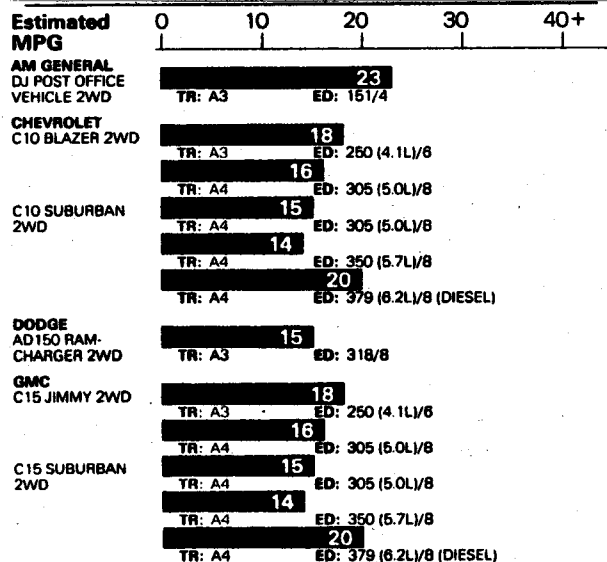 Estimated
MPG
0 10 20 30 40+
AM GENERAL
DJ POST OFFICE
VEHICLE 2WD
23
TR: A3 ED: 151/4
CHEVROLET
C10 BLAZER 2WD
18
TR: A3 ED: 250 (4.1L)/6
16
TR: A4 ED: 305 (5.0L)/8
C10 SUBURBAN
2WD
15
TR: A4 ED: 305 (5.0L)/8
14
TR: A4 ED: 350 (5.7L)/8
20
TR: A4 ED: 379 (6.2L)/8 (DIESEL)
DODGE
AD150 RAM-
CHARGER 2WD
15
TR: A3 ED: 318/8
GMC
C15 JIMMY 2WD
18
TR: A3 ED: 250 (4.1L)/6
16
TR: A4 ED: 305 (5.0L)/8
C15 SUBURBAN
2WD
15
TR: A4 ED: 305 (5.0L)/8
14
TR: A4 ED: 350 (5.7L)/8
20
TR: A4 ED: 379 (6.2L)/8 (DIESEL)